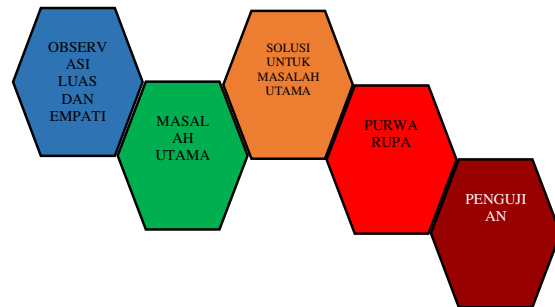 OBSERV
ASI
LUAS
DAN
EMPATI
MASAL
AH
UTAMA
SOLUSI
UNTUK
MASALAH
UTAMA
PURWA
RUPA
PENGUJI
AN